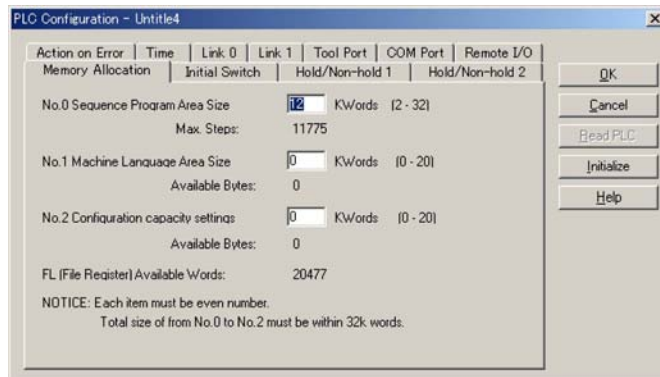 PLC Configuration - Untitle4
Action on Error
Time
Link 0
Link 1
Tool Port
COM Port
Remote I/O
Memory Allocation
Initial Switch
Hold/Non-hold 1
Hold/Non-hold 2
No.0 Sequence Program Area Size 12 KWords (2 - 32)
Max. Steps: 11775
No.1 Machine Language Area Size 0 KWords (0 - 20)
Available Bytes: 0
No.2 Configuration capacity settings 0 KWords (0 - 20)
Available Bytes: 0
FL (File Register) Available Words: 20477
NOTICE: Each item must be even number.
Total size of from No.0 to No.2 must be within 32k words.
OK
Cancel
Read PLC
Initialize
Help